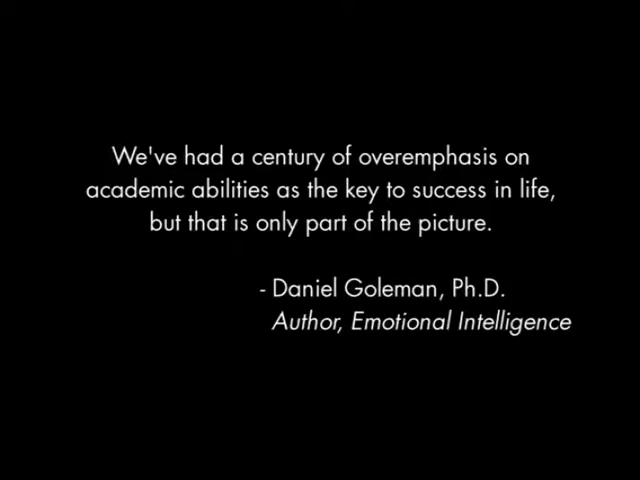 We've had a century of overemphasis on
academic abilities as the key to success in life,
but that is only part of the picture.
- Daniel Goleman, Ph.D.
Author, Emotional Intelligence